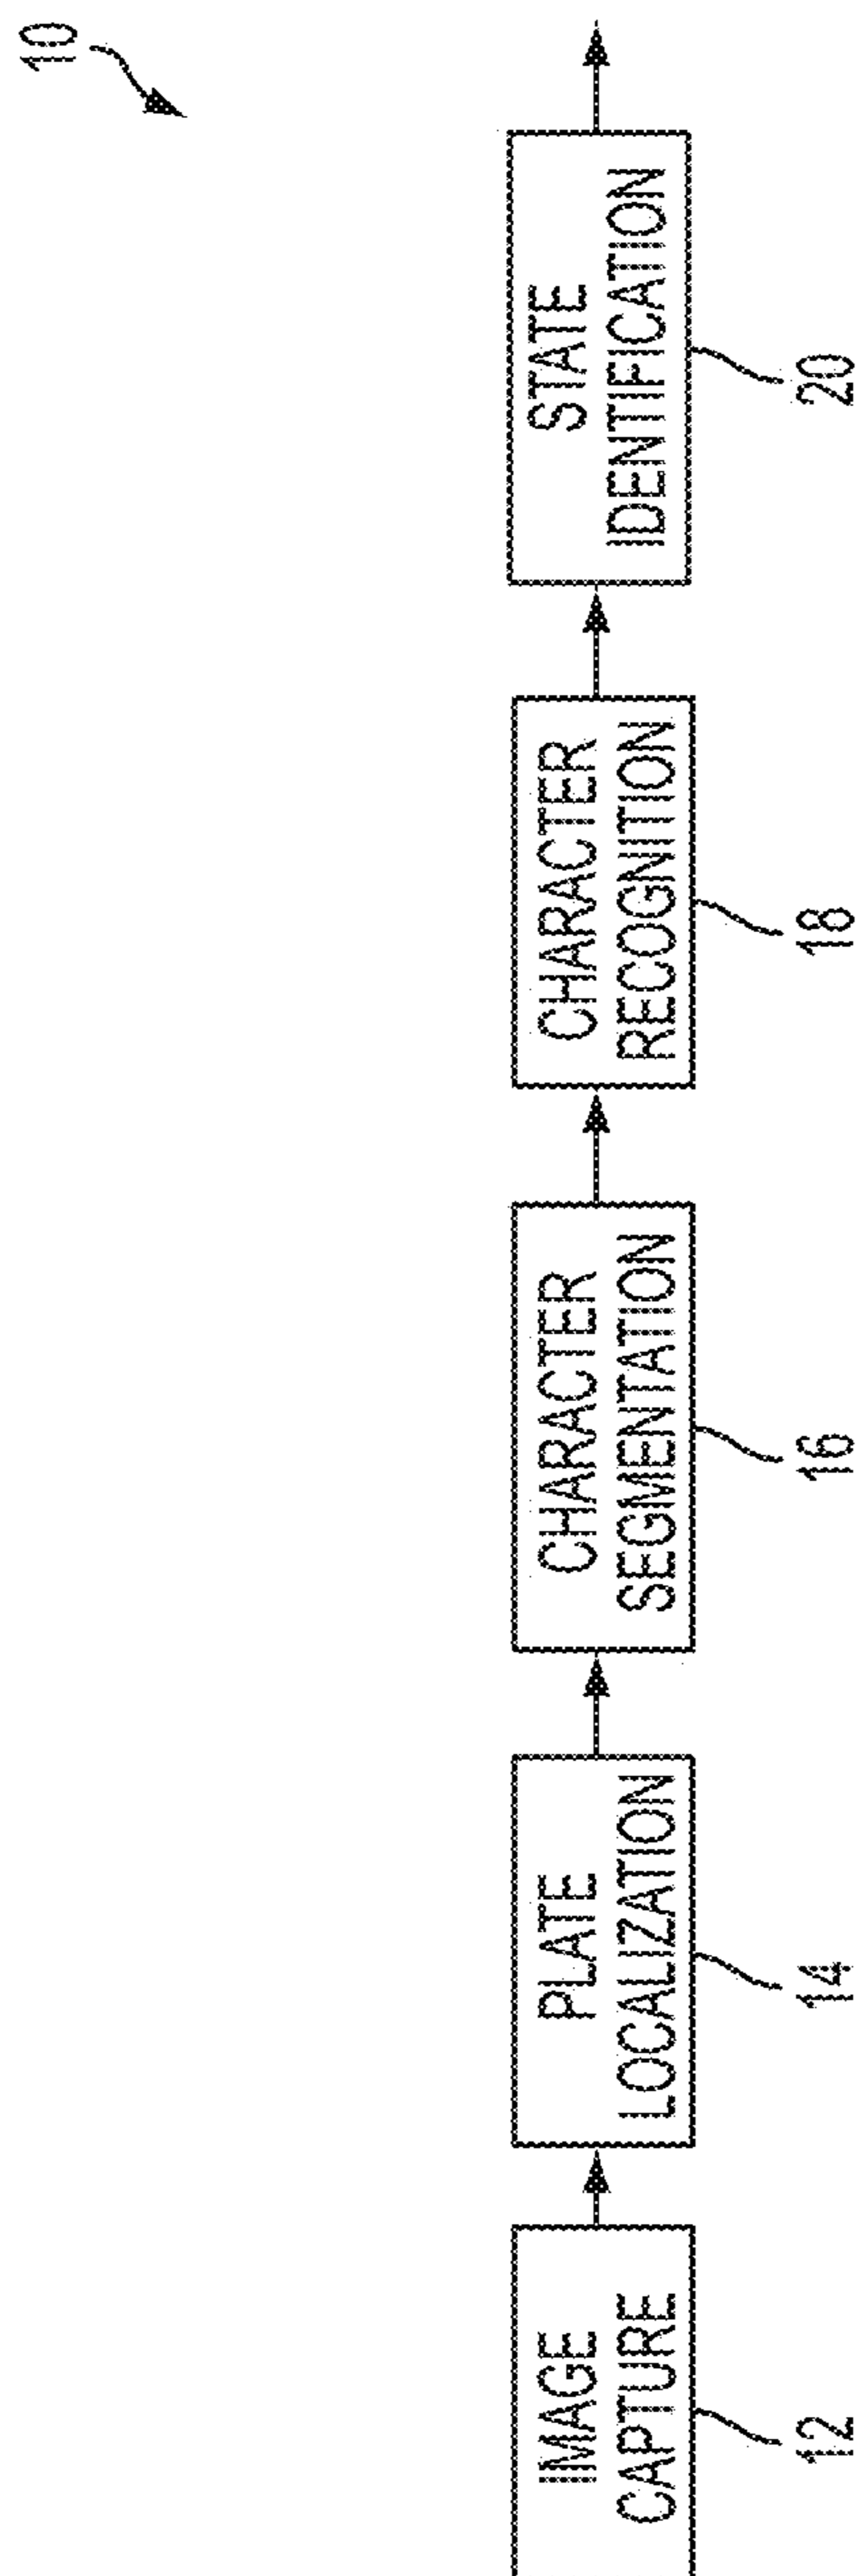 10
IMAGE
CAPTURE
12
PLATE
LOCALIZATION
14
CHARACTER
SEGMENTATION
16
CHARACTER
RECOGNITION
18
STATE
IDENTIFICATION
20